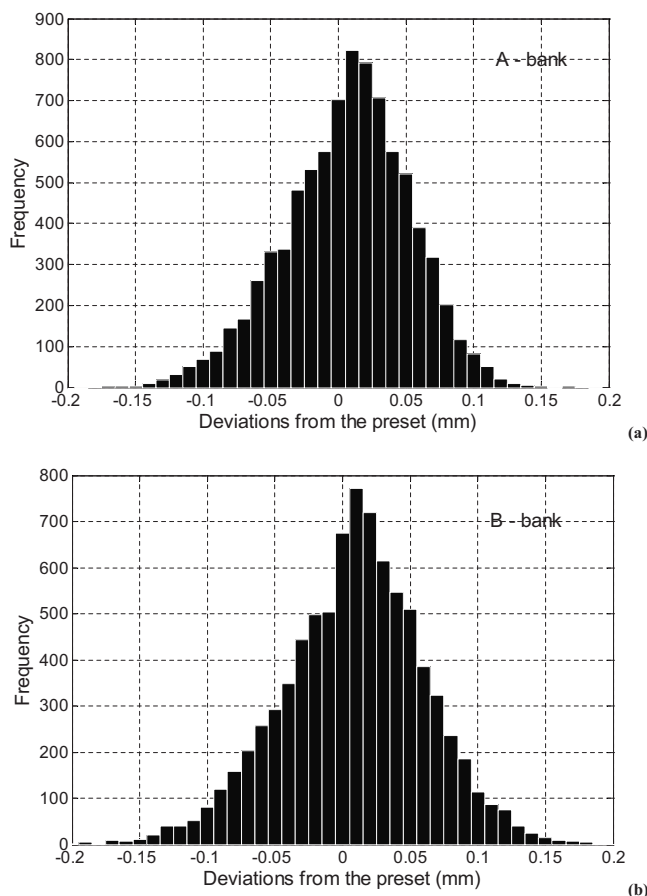 900
800
700
600
500
400
300
200
100
0
Frequency
A - bank
-0.2 -0.15 -0.1 -0.05 0 0.05 0.1 0.15 0.2
Deviations from the preset (mm)
(a)
800
700
600
500
400
300
200
100
0
Frequency
B - bank
-0.2 -0.15 -0.1 -0.05 0 0.05 0.1 0.15 0.2
Deviations from the preset (mm)
(b)